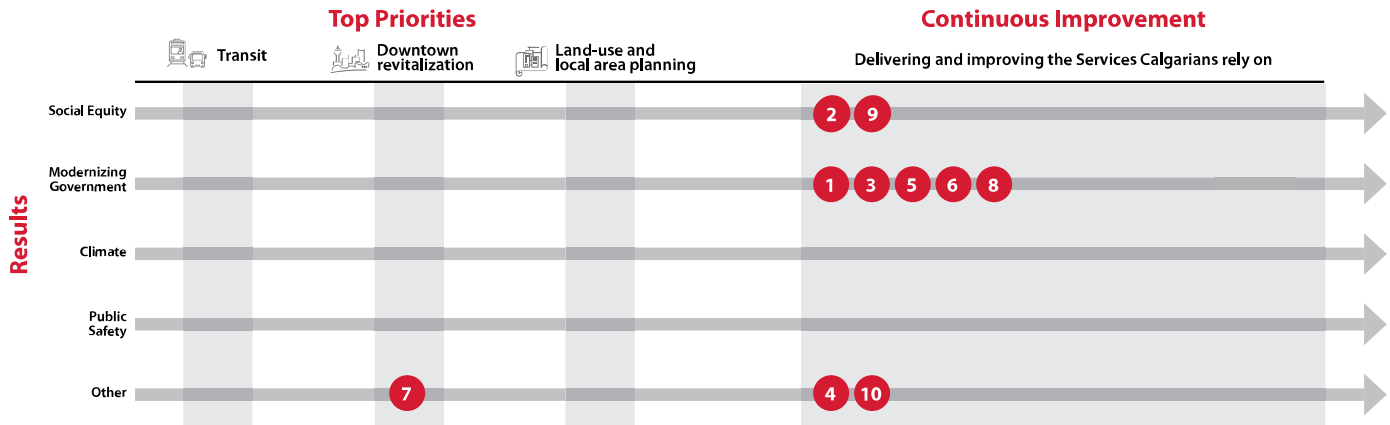 Top Priorities
Continuous Improvement
Transit
Downtown
revitalization
Land-use and
local area planning
Delivering and improving the Services Calgarians rely on
Results
Social Equity
2 9
Modernizing
Government
1 3 5 6 8
Climate
Public
Safety
Other
7 4 10